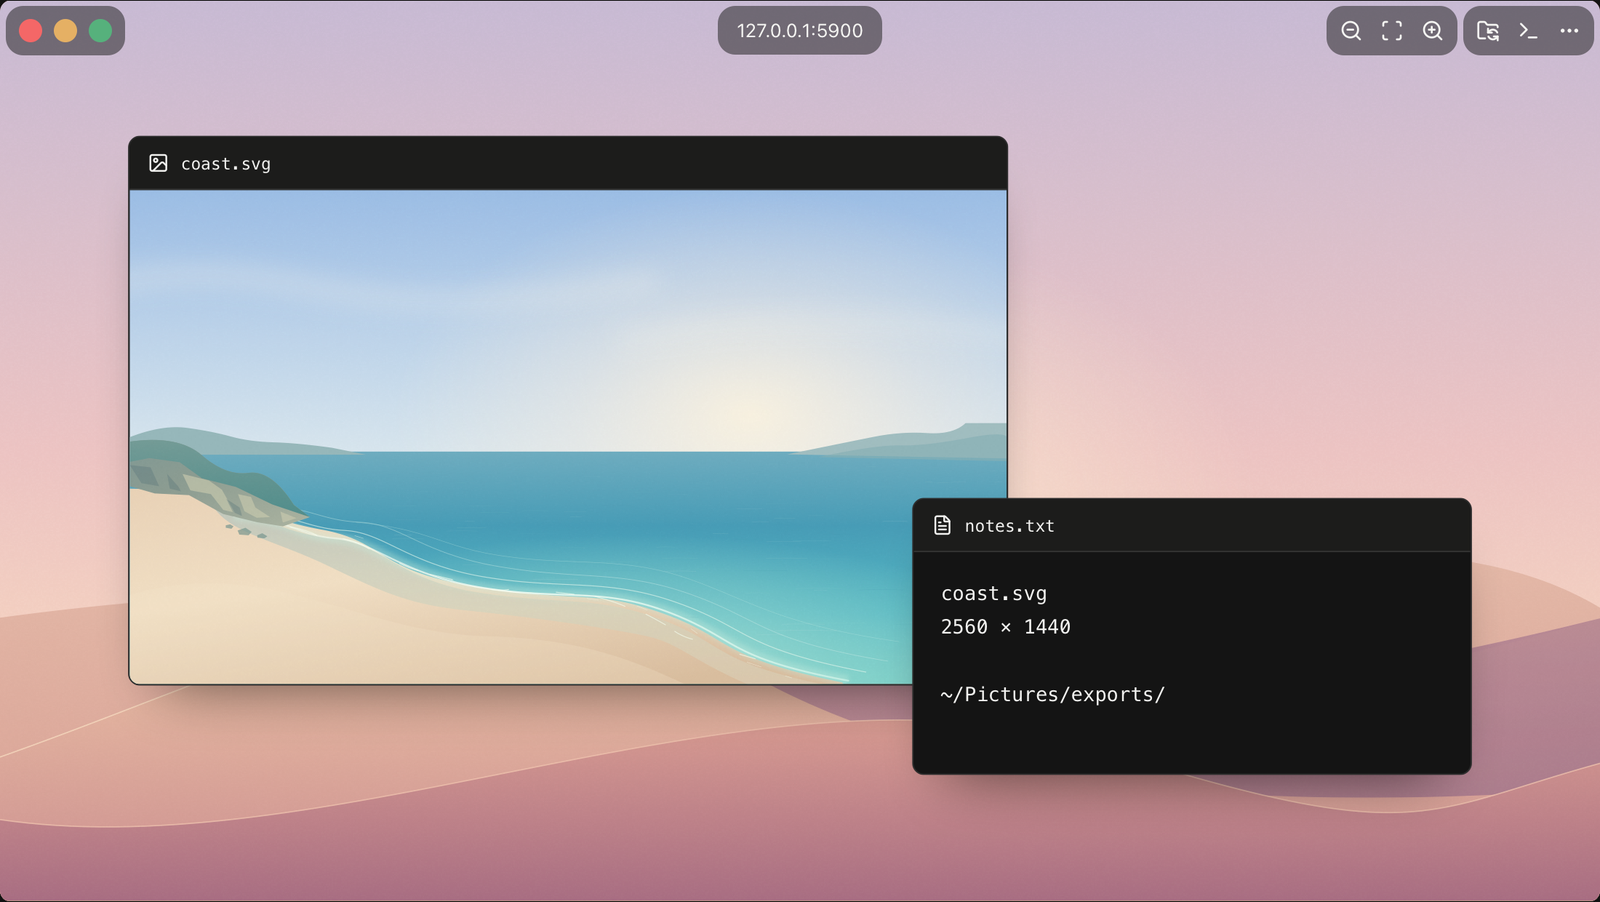 127.0.0.1:5900
coast.svg
notes.txt
coast.svg
2560 × 1440
~/Pictures/exports/